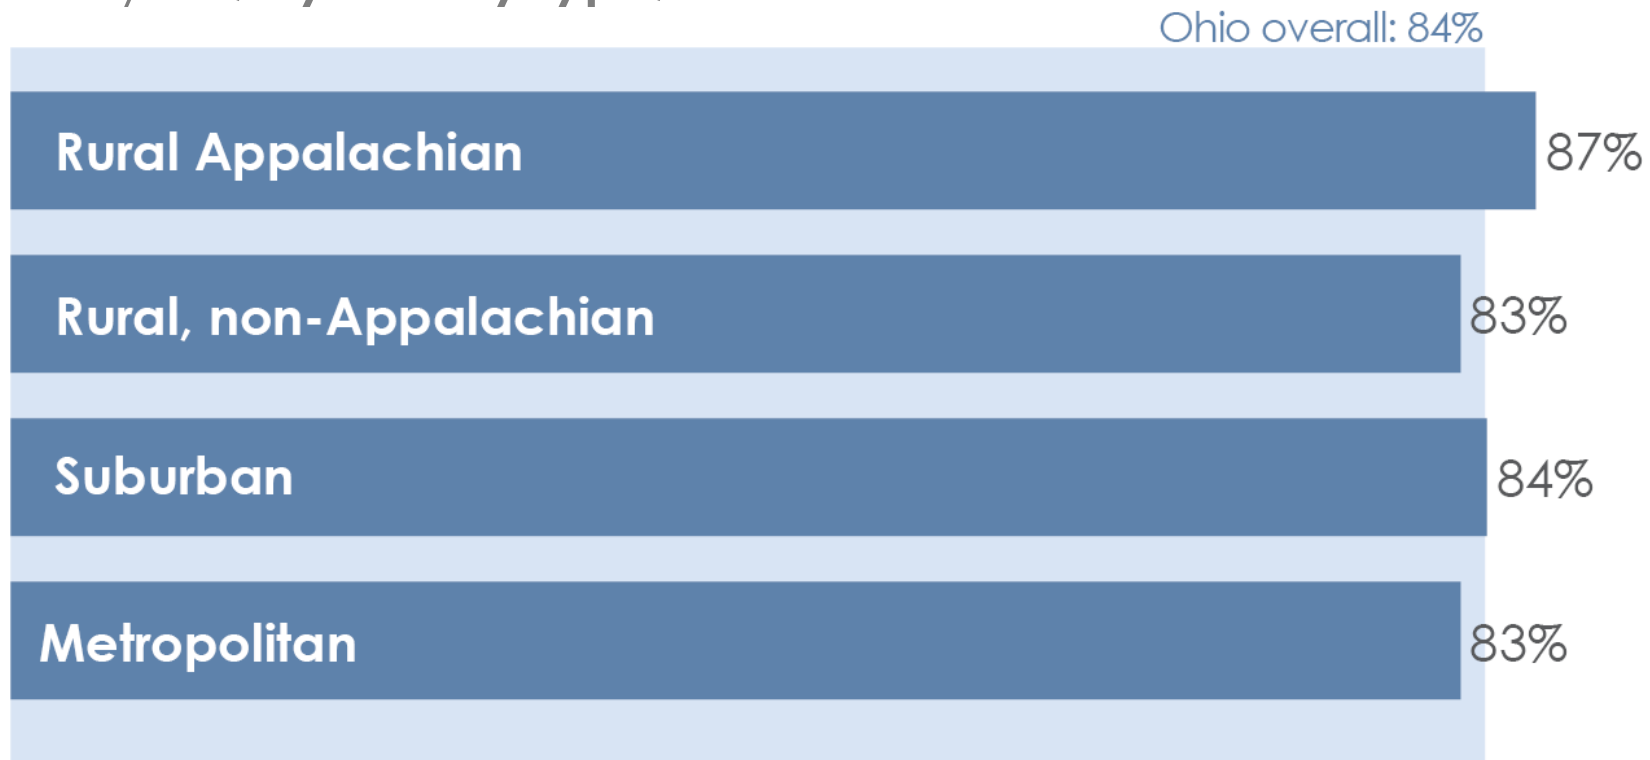 Ohio overall: 84%
Rural Appalachian 87%
Rural, non-Appalachian 83%
Suburban 84%
Metropolitan 83%